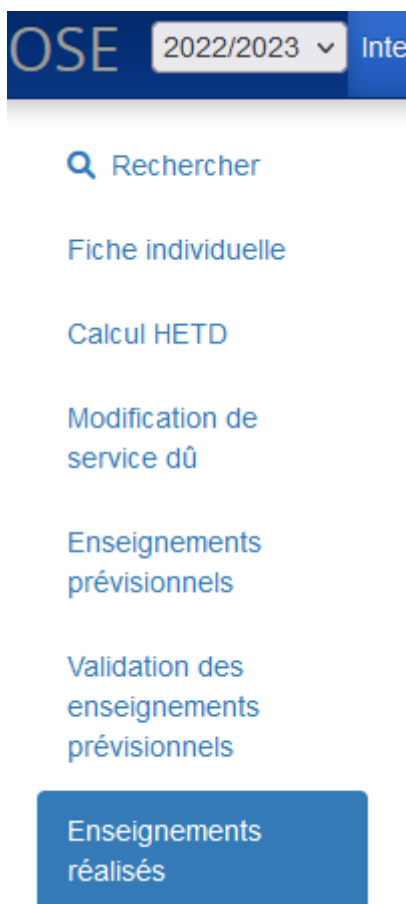 OSE 2022/2023 Inte
Rechercher
Fiche individuelle
Calcul HETD
Modification de
service dû
Enseignements
prévisionnels
Validation des
enseignements
prévisionnels
Enseignements
réalisés